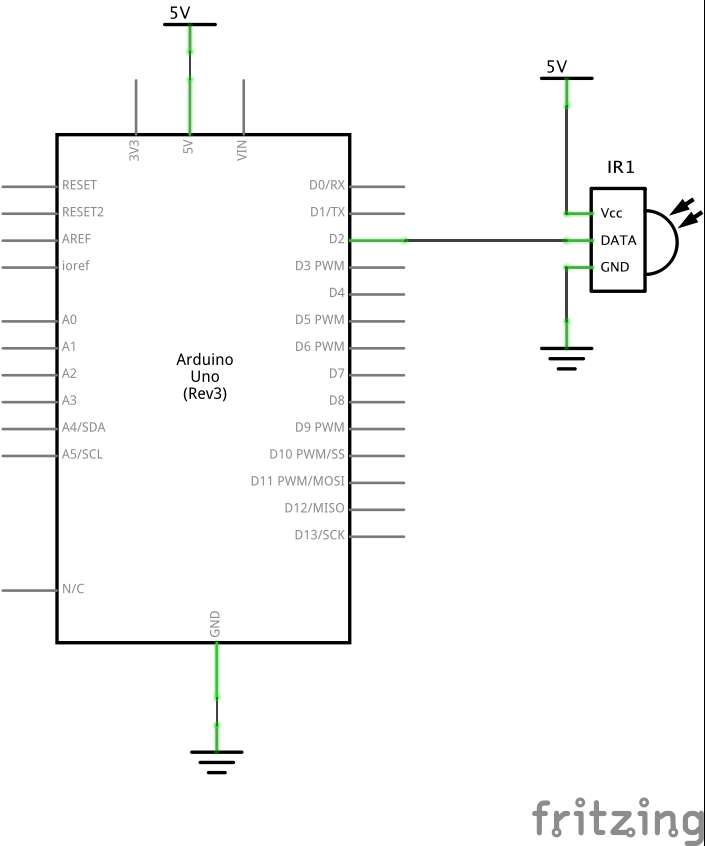 5V
5V
3V3
5V
VIN
IR1
RESET
D0/RX
Vcc
RESET2
D1/TX
AREF
D2
DATA
ioref
D3 PWM
GND
D4
A0
D5 PWM
A1
D6 PWM
Arduino
Uno
(Rev3)
A2
D7
A3
D8
A4/SDA
D9 PWM
A5/SCL
D10 PWM/SS
D11 PWM/MOSI
D12/MISO
D13/SCK
N/C
GND
fritzing